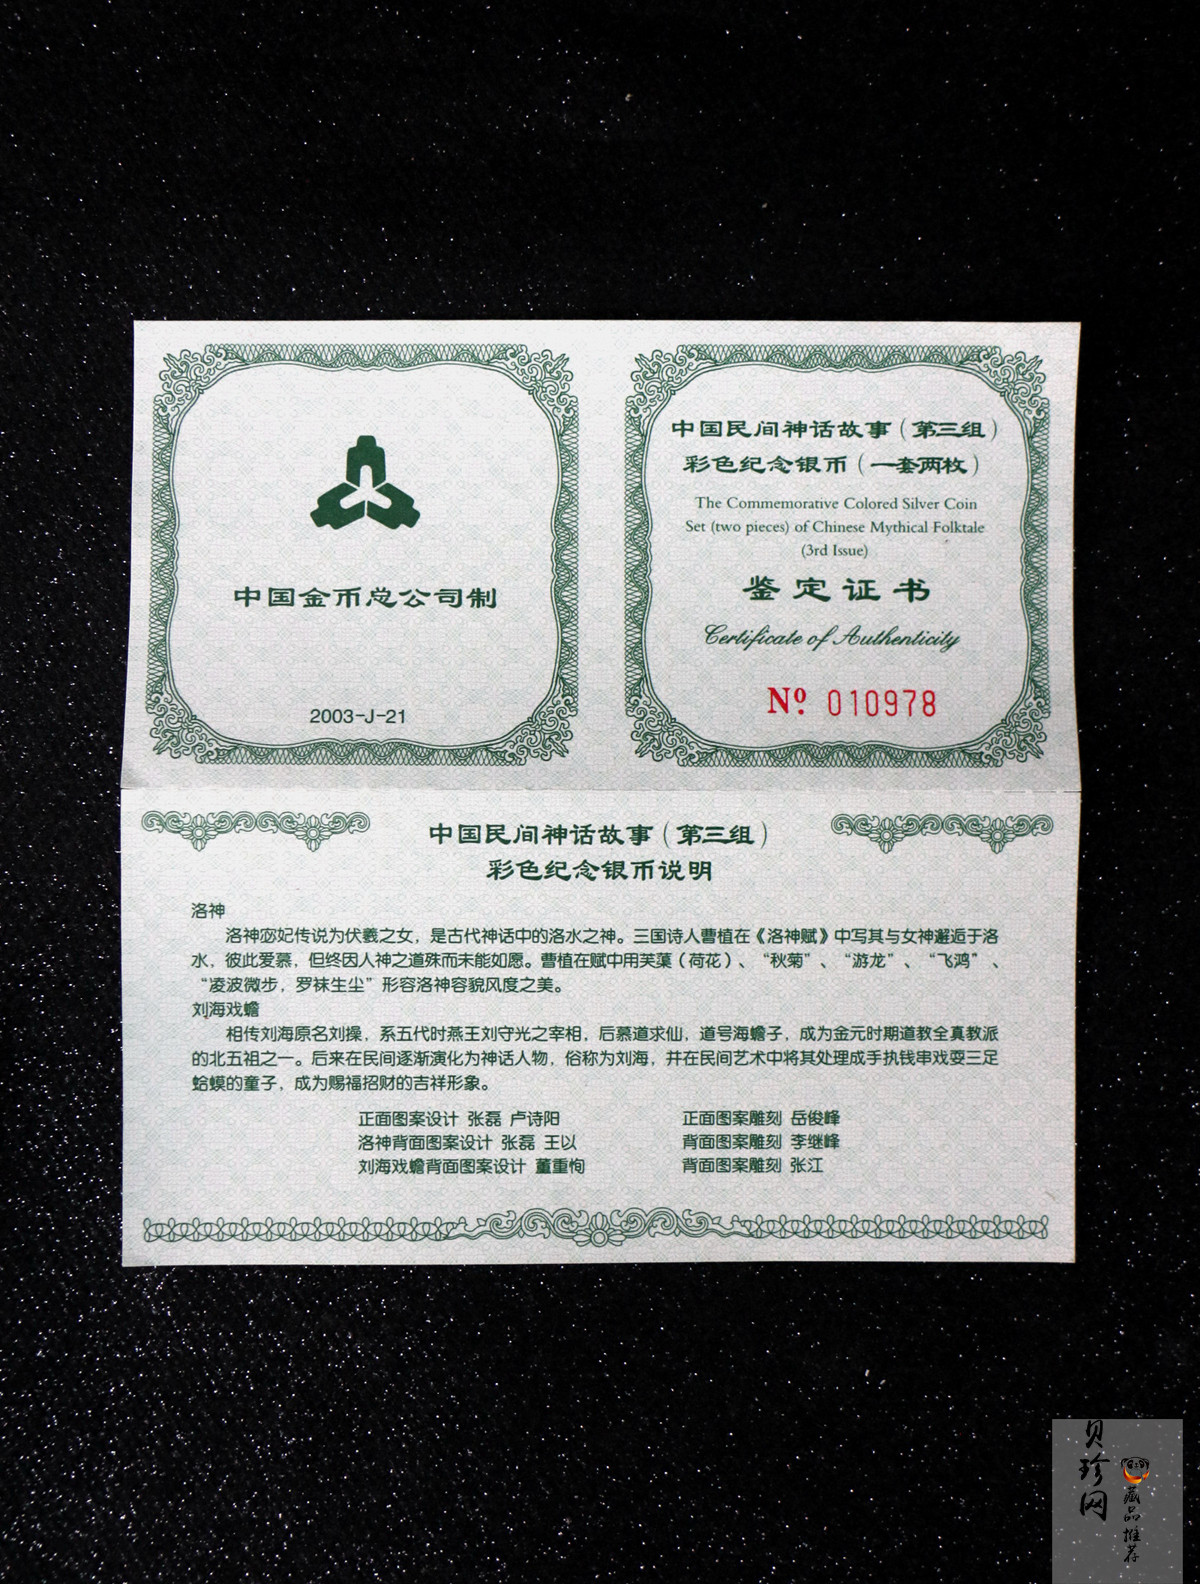 中国金币总公司制
2003-J-21
中国民间神话故事（第三组）
彩色纪念银币（一套两枚）
The Commemorative Colored Silver Coin
Set (two pieces) of Chinese Mythical Folktale
(3rd Issue)
鉴定证书
Certificate of Authenticity
Nº 010978
中国民间神话故事（第三组）
彩色纪念银币说明
洛神
洛神宓妃传说为伏羲之女，是古代神话中的洛水之神。三国诗人曹植在《洛神赋》中写其与女神邂逅于洛
水，彼此爱慕，但终因人神之道殊而未能如愿。曹植在赋中用芙蕖（荷花）、“秋菊”、“游龙”、“飞鸿”、
“凌波微步，罗袜生尘”形容洛神容貌风度之美。
刘海戏蟾
相传刘海原名刘操，系五代时燕王刘守光之宰相，后慕道求仙，道号海蟾子，成为金元时期道教全真教派
的北五祖之一。后来在民间逐渐演化为神话人物，俗称为刘海，并在民间艺术中将其处理成手执钱串戏耍三足
蛤蟆的童子，成为赐福招财的吉祥形象。
正面图案设计 张磊 卢诗阳
正面图案雕刻 岳俊峰
洛神背面图案设计 张磊 王以
背面图案雕刻 李继峰
刘海戏蟾背面图案设计 董重恂
背面图案雕刻 张江
贝珍网
藏品推荐